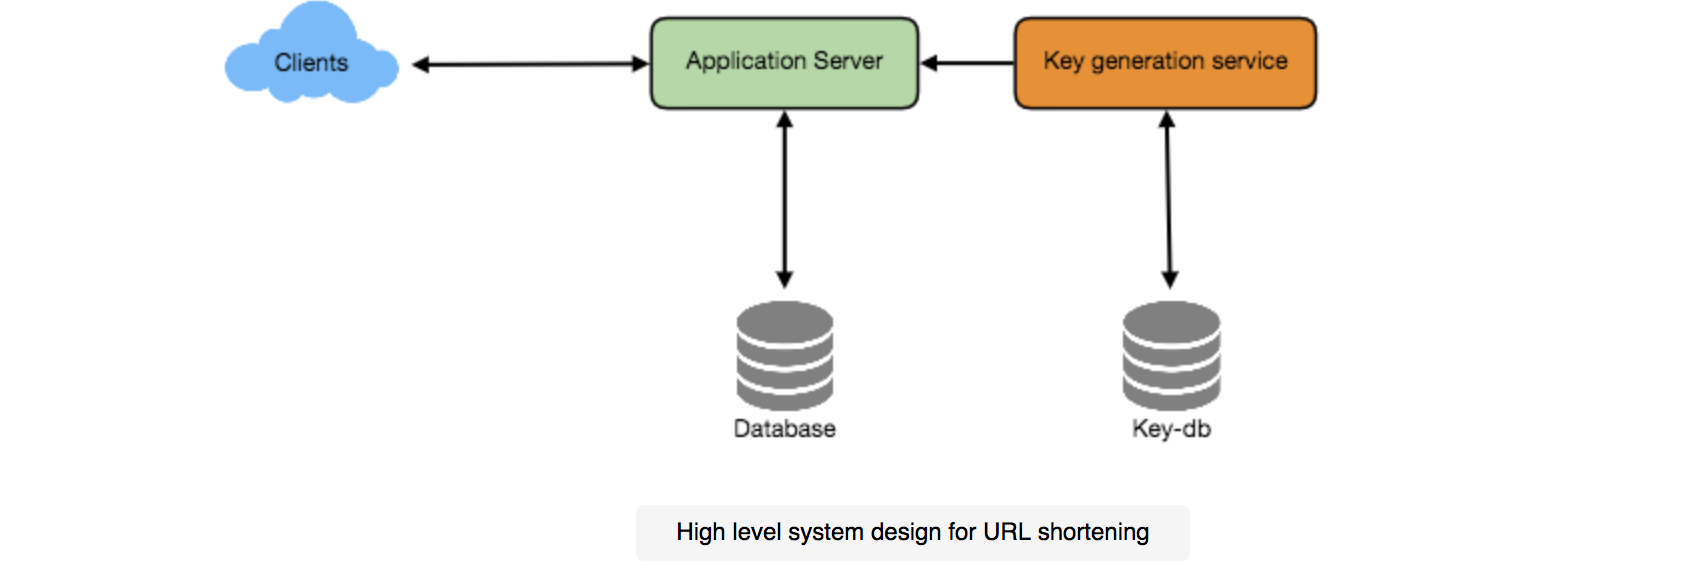 Clients
Application Server
Key generation service
Database
Key-db
High level system design for URL shortening